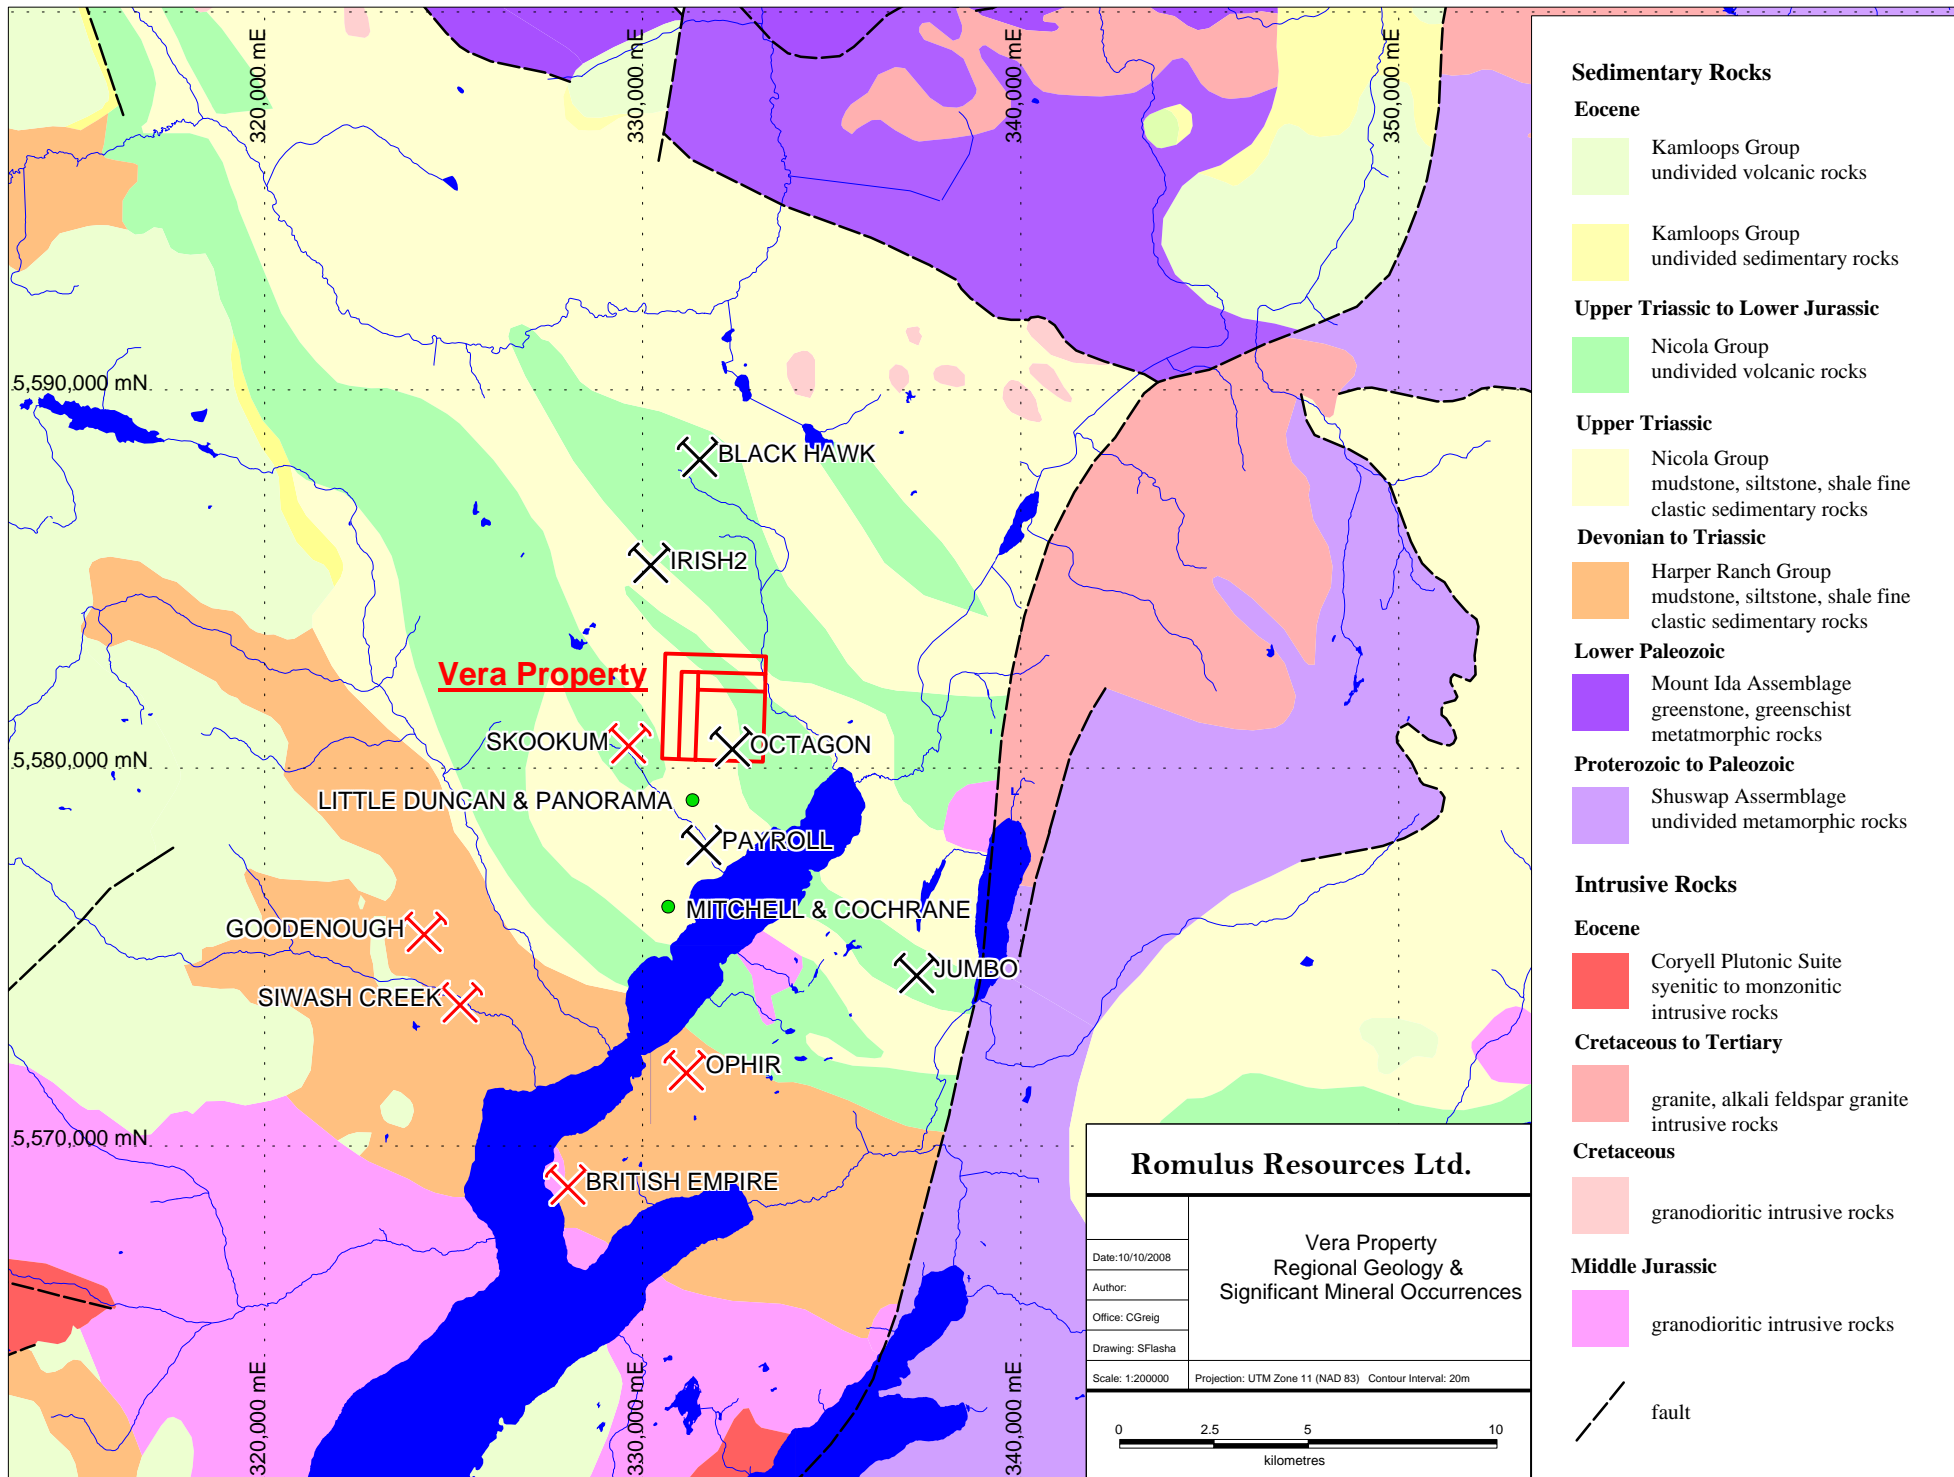 320,000 mE
330,000 mE
340,000 mE
350,000 mE
5,590,000 mN
BLACK HAWK
IRISH2
Vera Property
SKOOKUM
OCTAGON
5,580,000 mN
LITTLE DUNCAN & PANORAMA
PAYROLL
MITCHELL & COCHRANE
GOODENOUGH
JUMBO
SIWASH CREEK
OPHIR
5,570,000 mN
BRITISH EMPIRE
320,000 mE
330,000 mE
340,000 mE
Romulus Resources Ltd.
Vera Property
Regional Geology &
Significant Mineral Occurrences
Date:10/10/2008
Author:
Office: CGreig
Drawing: SFlasha
Scale: 1:200000
Projection: UTM Zone 11 (NAD 83) Contour Interval: 20m
0 2.5 5 10
kilometres
Sedimentary Rocks
Eocene
Kamloops Group
undivided volcanic rocks
Kamloops Group
undivided sedimentary rocks
Upper Triassic to Lower Jurassic
Nicola Group
undivided volcanic rocks
Upper Triassic
Nicola Group
mudstone, siltstone, shale fine
clastic sedimentary rocks
Devonian to Triassic
Harper Ranch Group
mudstone, siltstone, shale fine
clastic sedimentary rocks
Lower Paleozoic
Mount Ida Assemblage
greenstone, greenschist
metatmorphic rocks
Proterozoic to Paleozoic
Shuswap Assermblage
undivided metamorphic rocks
Intrusive Rocks
Eocene
Coryell Plutonic Suite
syenitic to monzonitic
intrusive rocks
Cretaceous to Tertiary
granite, alkali feldspar granite
intrusive rocks
Cretaceous
granodioritic intrusive rocks
Middle Jurassic
granodioritic intrusive rocks
fault